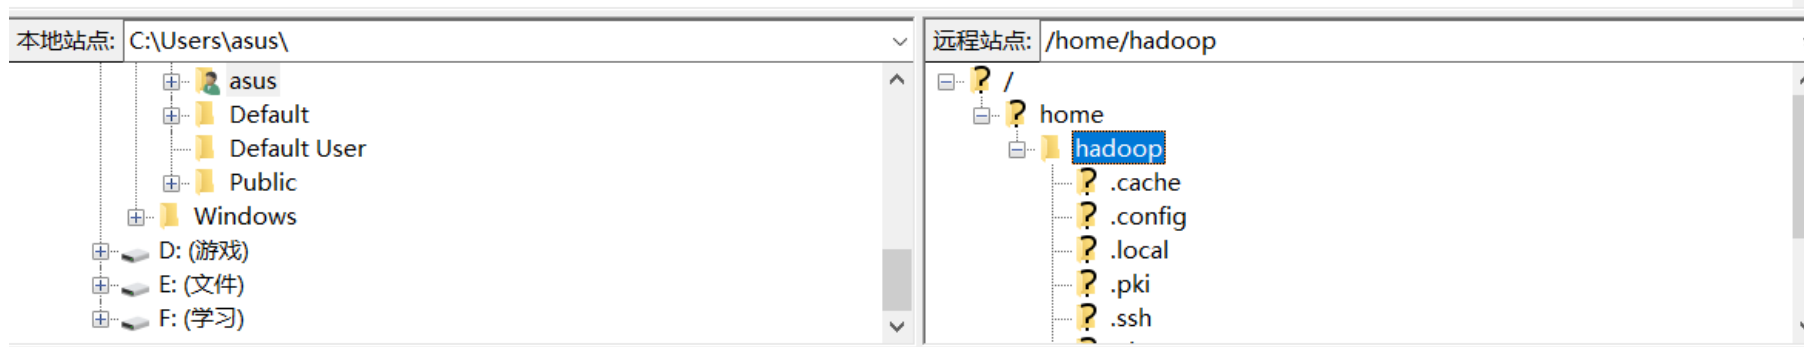 本地站点: C:\Users\asus\
asus
Default
Default User
Public
Windows
D: (游戏)
E: (文件)
F: (学习)
远程站点: /home/hadoop
/
home
hadoop
.cache
.config
.local
.pki
.ssh